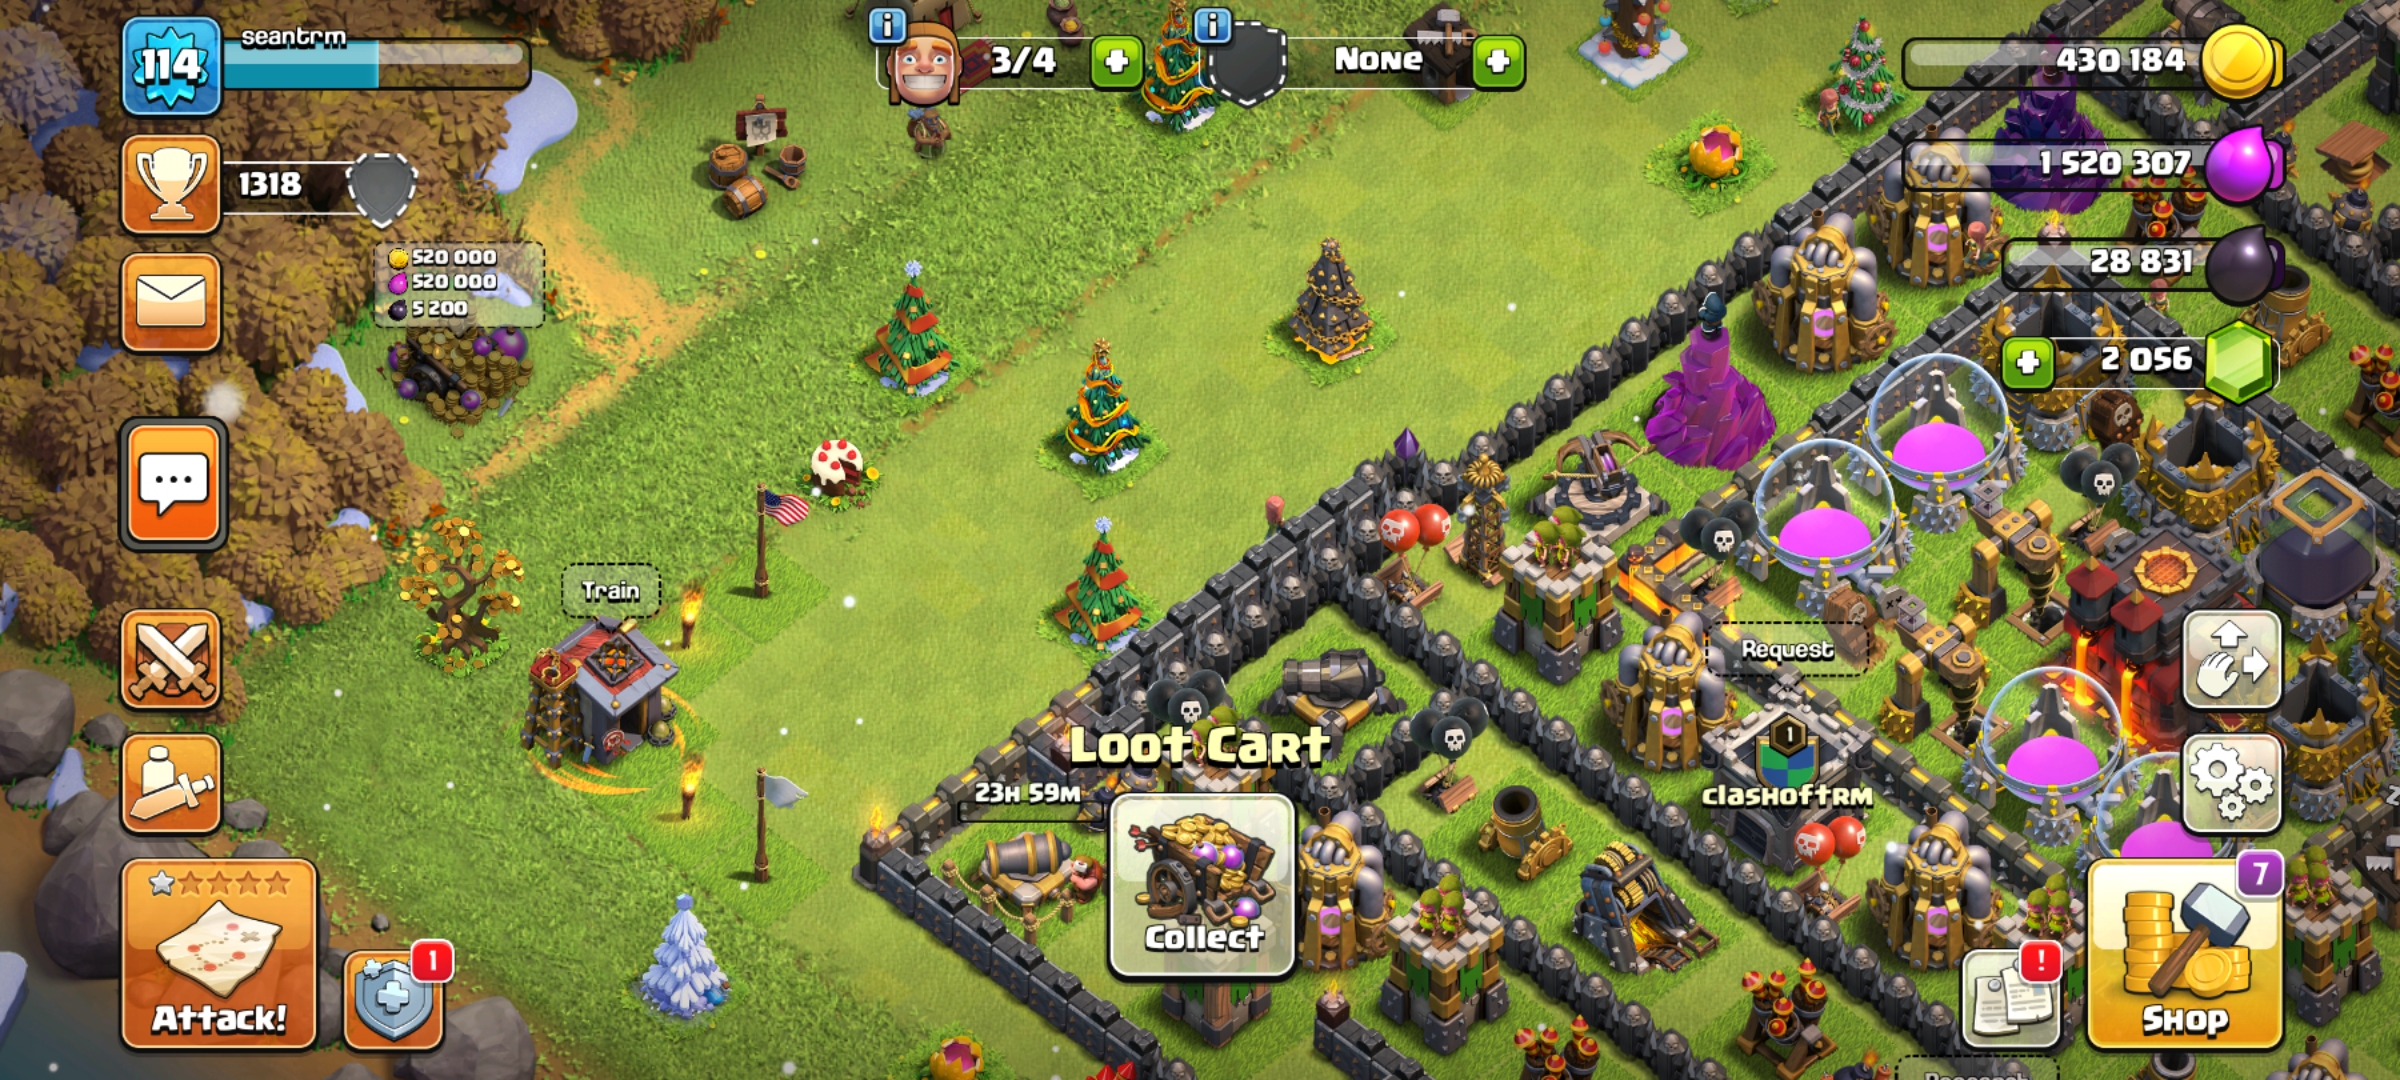 114
seantrm
3/4
None
430 184
1318
1 520 307
520 000
520 000
5 200
28 831
2 056
Train
Request
Loot Cart
23H 59M
1
clashoftRM
Collect
7
1
!
Attack!
Shop